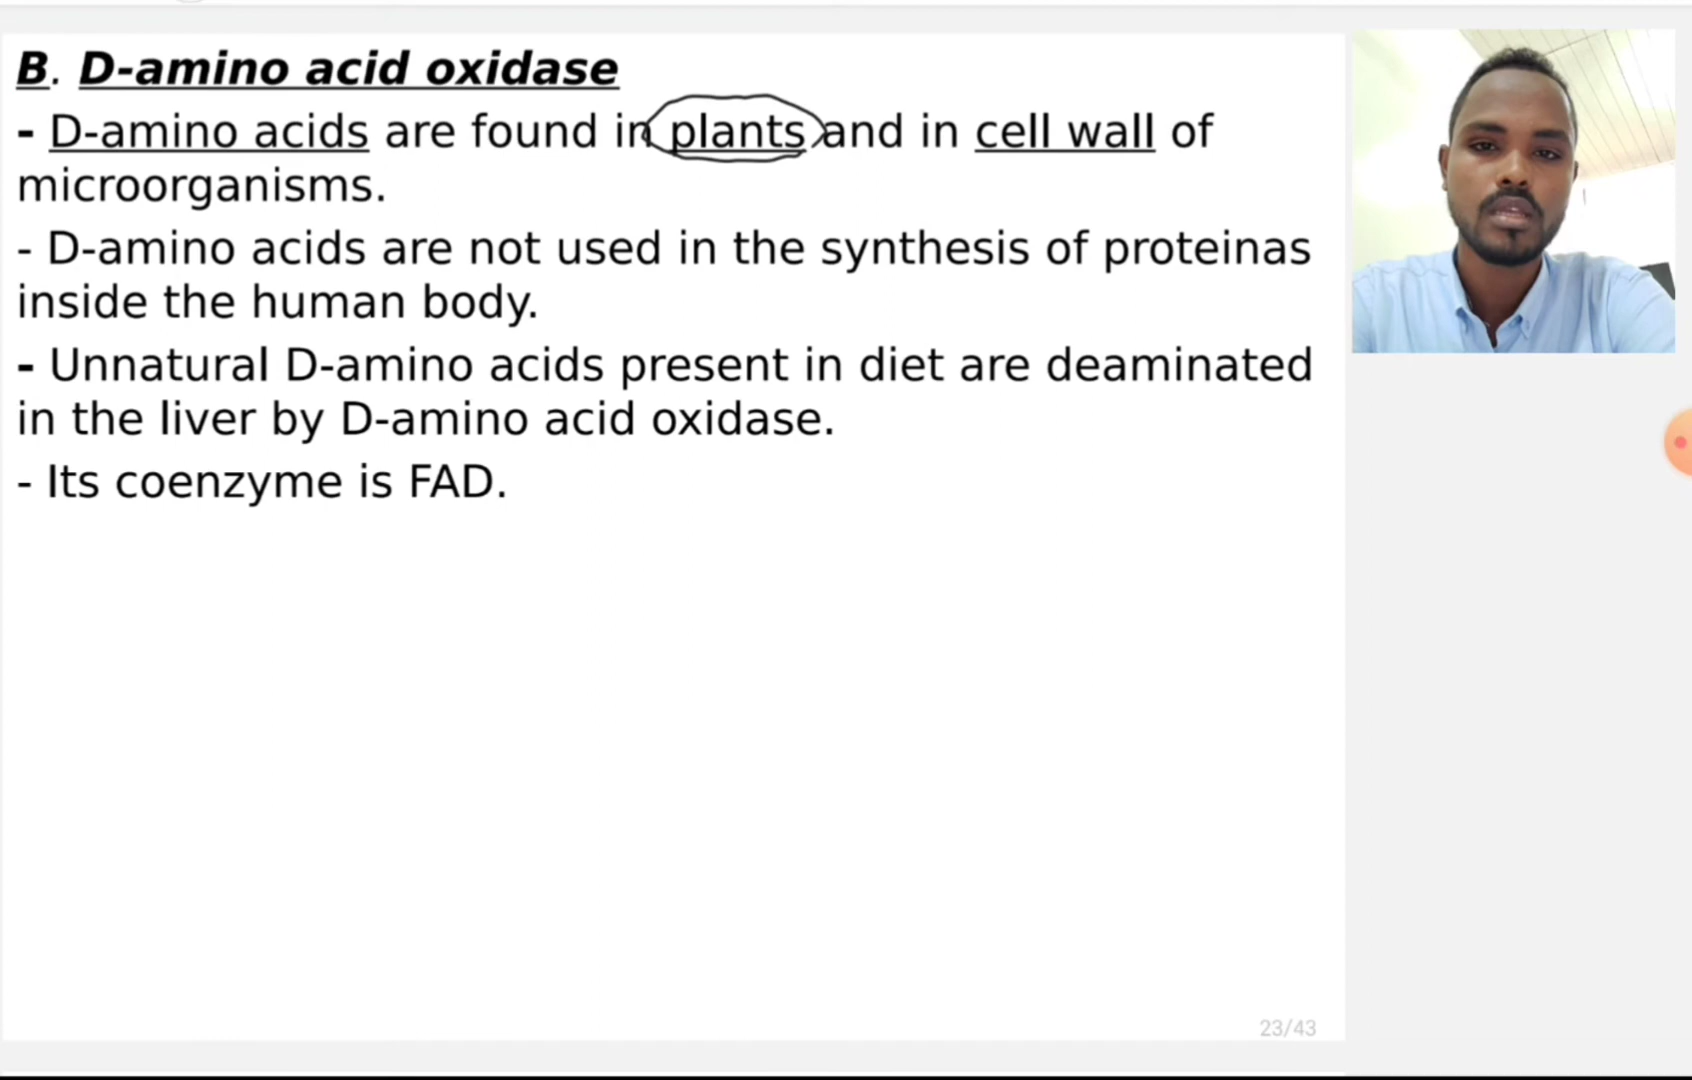 B. D-amino acid oxidase
- D-amino acids are found in plants and in cell wall of
microorganisms.
- D-amino acids are not used in the synthesis of proteinas
inside the human body.
- Unnatural D-amino acids present in diet are deaminated
in the liver by D-amino acid oxidase.
- Its coenzyme is FAD.
23/43